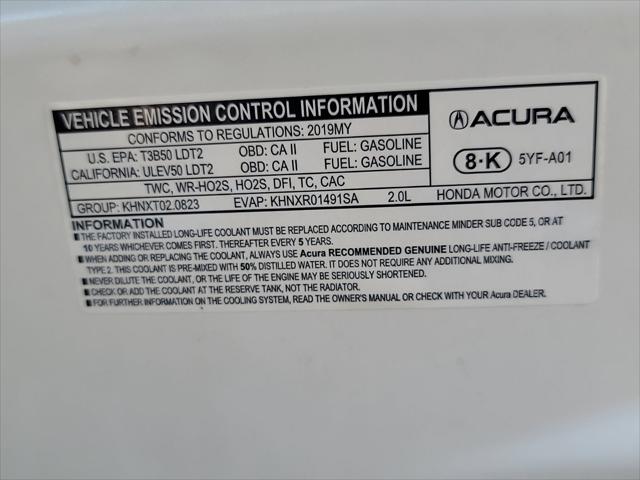 VEHICLE EMISSION CONTROL INFORMATION
CONFORMS TO REGULATIONS: 2019MY
U.S. EPA: T3B50 LDT2 OBD: CA II FUEL: GASOLINE
CALIFORNIA: ULEV50 LDT2 OBD: CA II FUEL: GASOLINE
TWC, WR-HO2S, HO2S, DFI, TC, CAC
GROUP: KHNXT02.0823 EVAP: KHNXR01491SA 2.0L
ACURA
8·K 5YF-A01
HONDA MOTOR CO., LTD.
INFORMATION
■ THE FACTORY INSTALLED LONG-LIFE COOLANT MUST BE REPLACED ACCORDING TO MAINTENANCE MINDER SUB CODE 5, OR AT
10 YEARS WHICHEVER COMES FIRST. THEREAFTER EVERY 5 YEARS.
■ WHEN ADDING OR REPLACING THE COOLANT, ALWAYS USE Acura RECOMMENDED GENUINE LONG-LIFE ANTI-FREEZE / COOLANT
TYPE 2. THIS COOLANT IS PRE-MIXED WITH 50% DISTILLED WATER. IT DOES NOT REQUIRE ANY ADDITIONAL MIXING.
■ NEVER DILUTE THE COOLANT, OR THE LIFE OF THE ENGINE MAY BE SERIOUSLY SHORTENED.
■ CHECK OR ADD THE COOLANT AT THE RESERVE TANK, NOT THE RADIATOR.
■ FOR FURTHER INFORMATION ON THE COOLING SYSTEM, READ THE OWNER'S MANUAL OR CHECK WITH YOUR Acura DEALER.